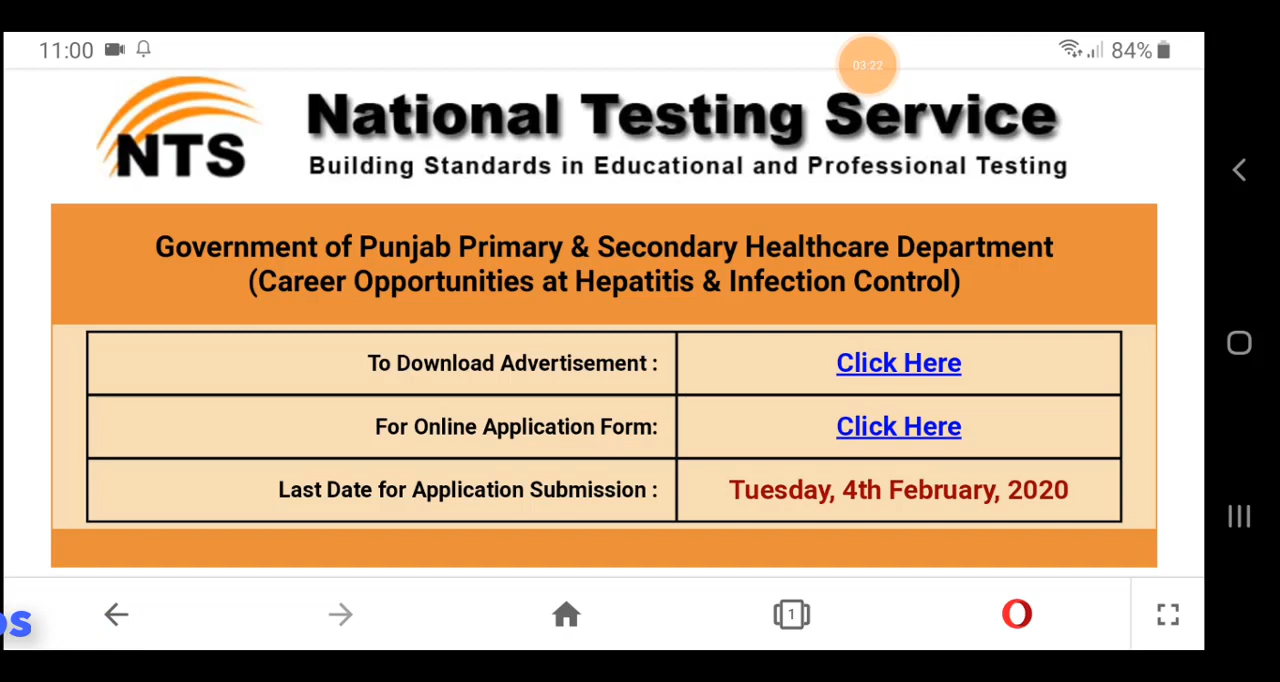 11:00
03:22
84%
NTS
National Testing Service
Building Standards in Educational and Professional Testing
Government of Punjab Primary & Secondary Healthcare Department
(Career Opportunities at Hepatitis & Infection Control)
To Download Advertisement :
Click Here
For Online Application Form:
Click Here
Last Date for Application Submission :
Tuesday, 4th February, 2020
1